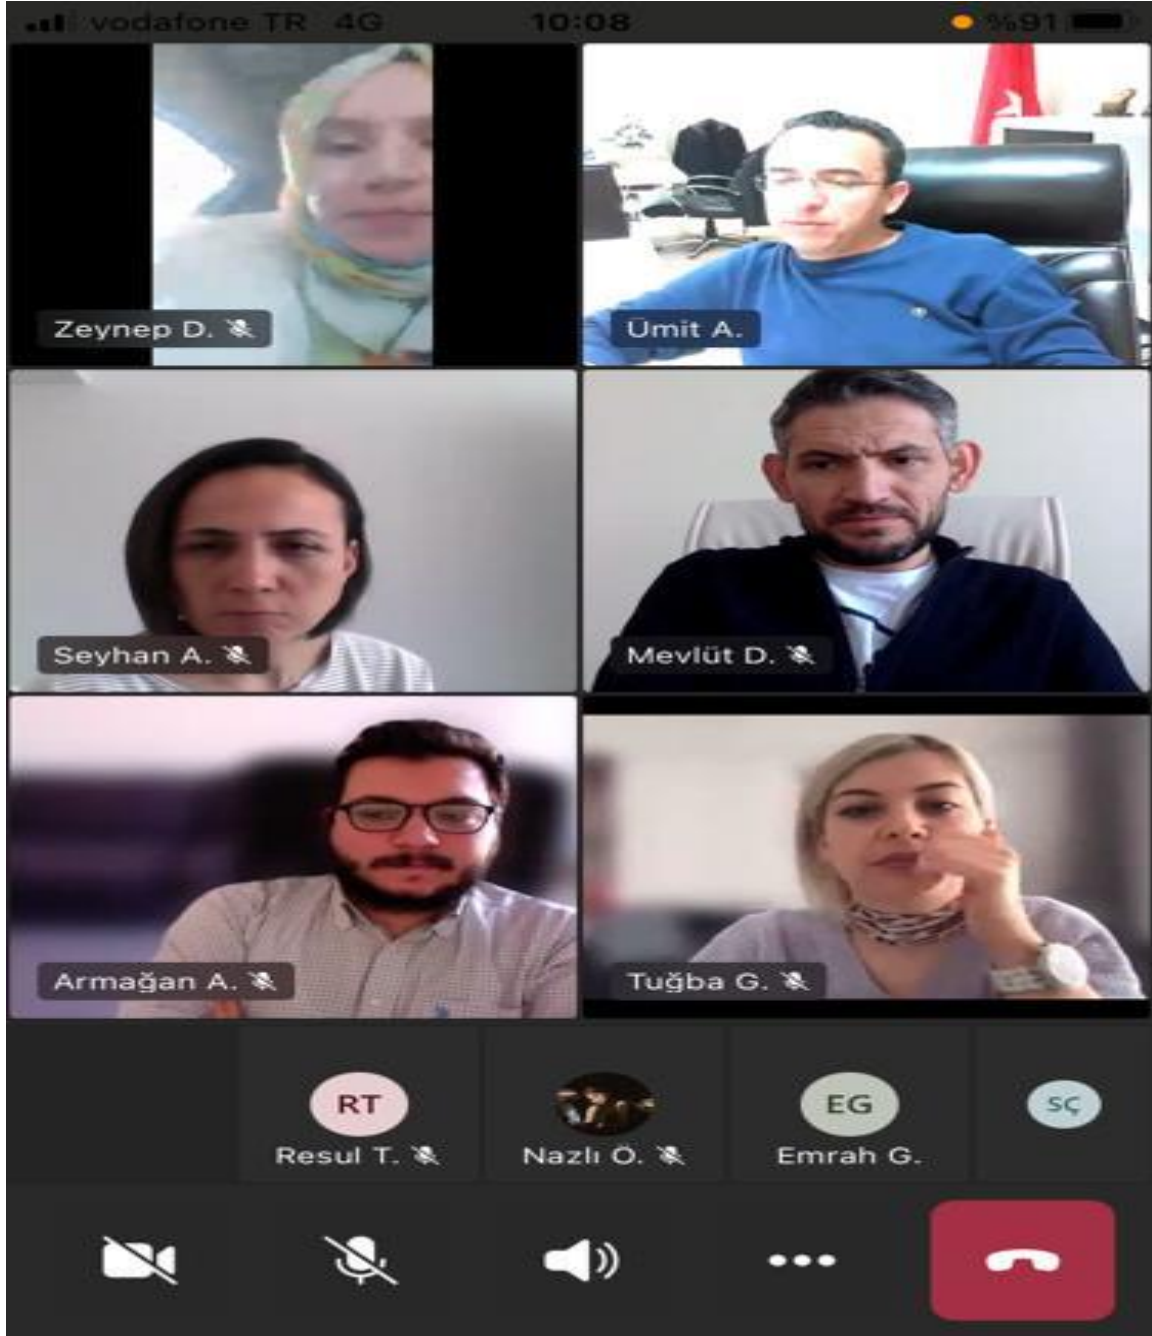 vodafone TR 4G 10:08 %91
Zeynep D.
Ümit A.
Seyhan A.
Mevlüt D.
Armağan A.
Tuğba G.
RT
EG
SÇ
Resul T.
Nazlı Ö.
Emrah G.